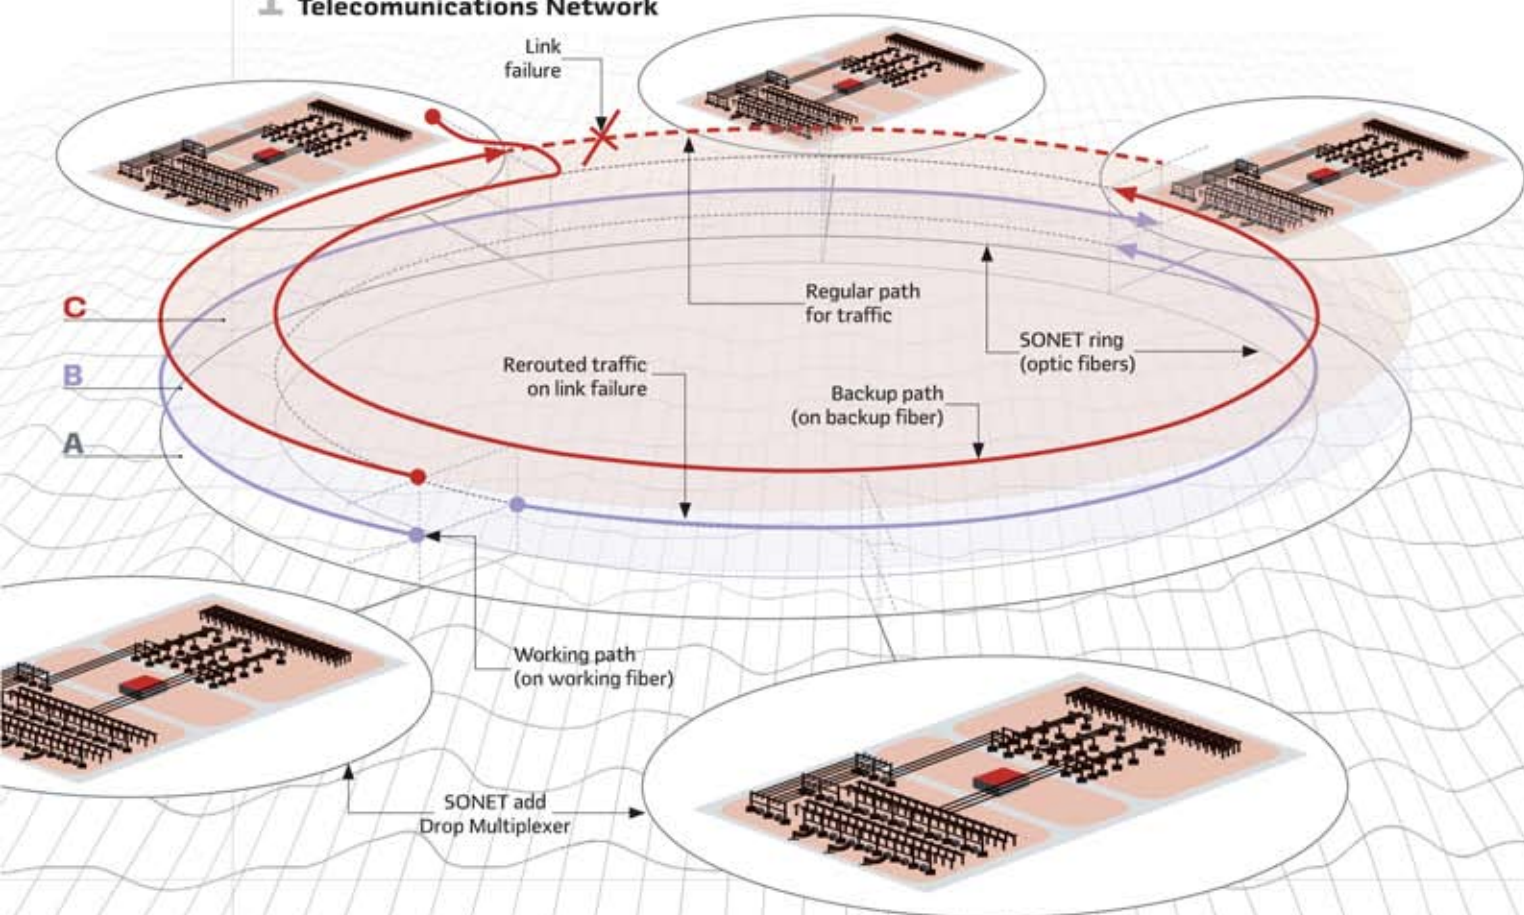 1 Telecomunications Network
Link
failure
C
B
A
Regular path
for traffic
SONET ring
(optic fibers)
Rerouted traffic
on link failure
Backup path
(on backup fiber)
Working path
(on working fiber)
SONET add
Drop Multiplexer